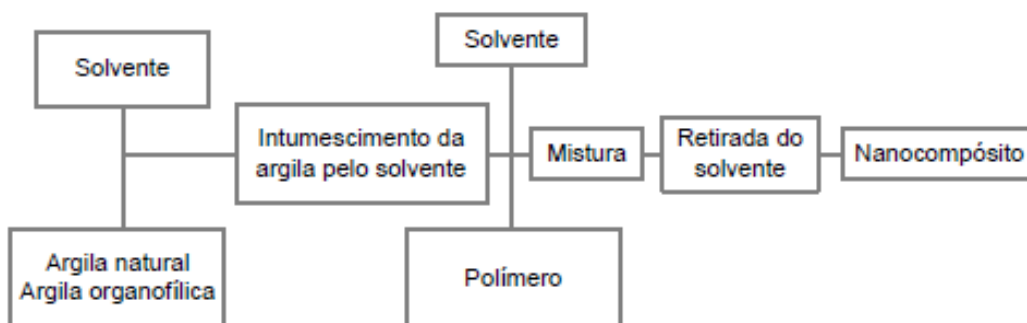 Solvente
Solvente
Intumescimento da
argila pelo solvente
Mistura
Retirada do
solvente
Nanocompósito
Argila natural
Argila organofílica
Polímero